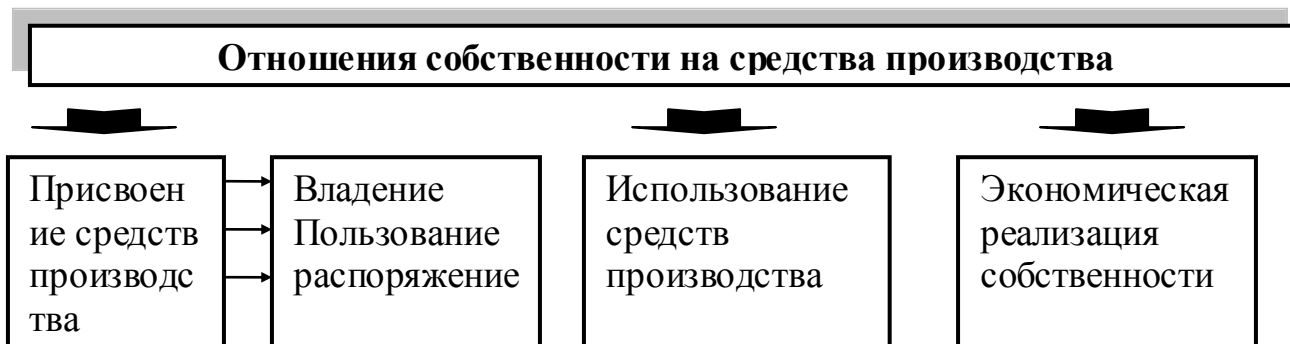 Отношения собственности на средства производства
Присвоен
ие средств
производс
тва
Владение
Пользование
распоряжение
Использование
средств
производства
Экономическая
реализация
собственности